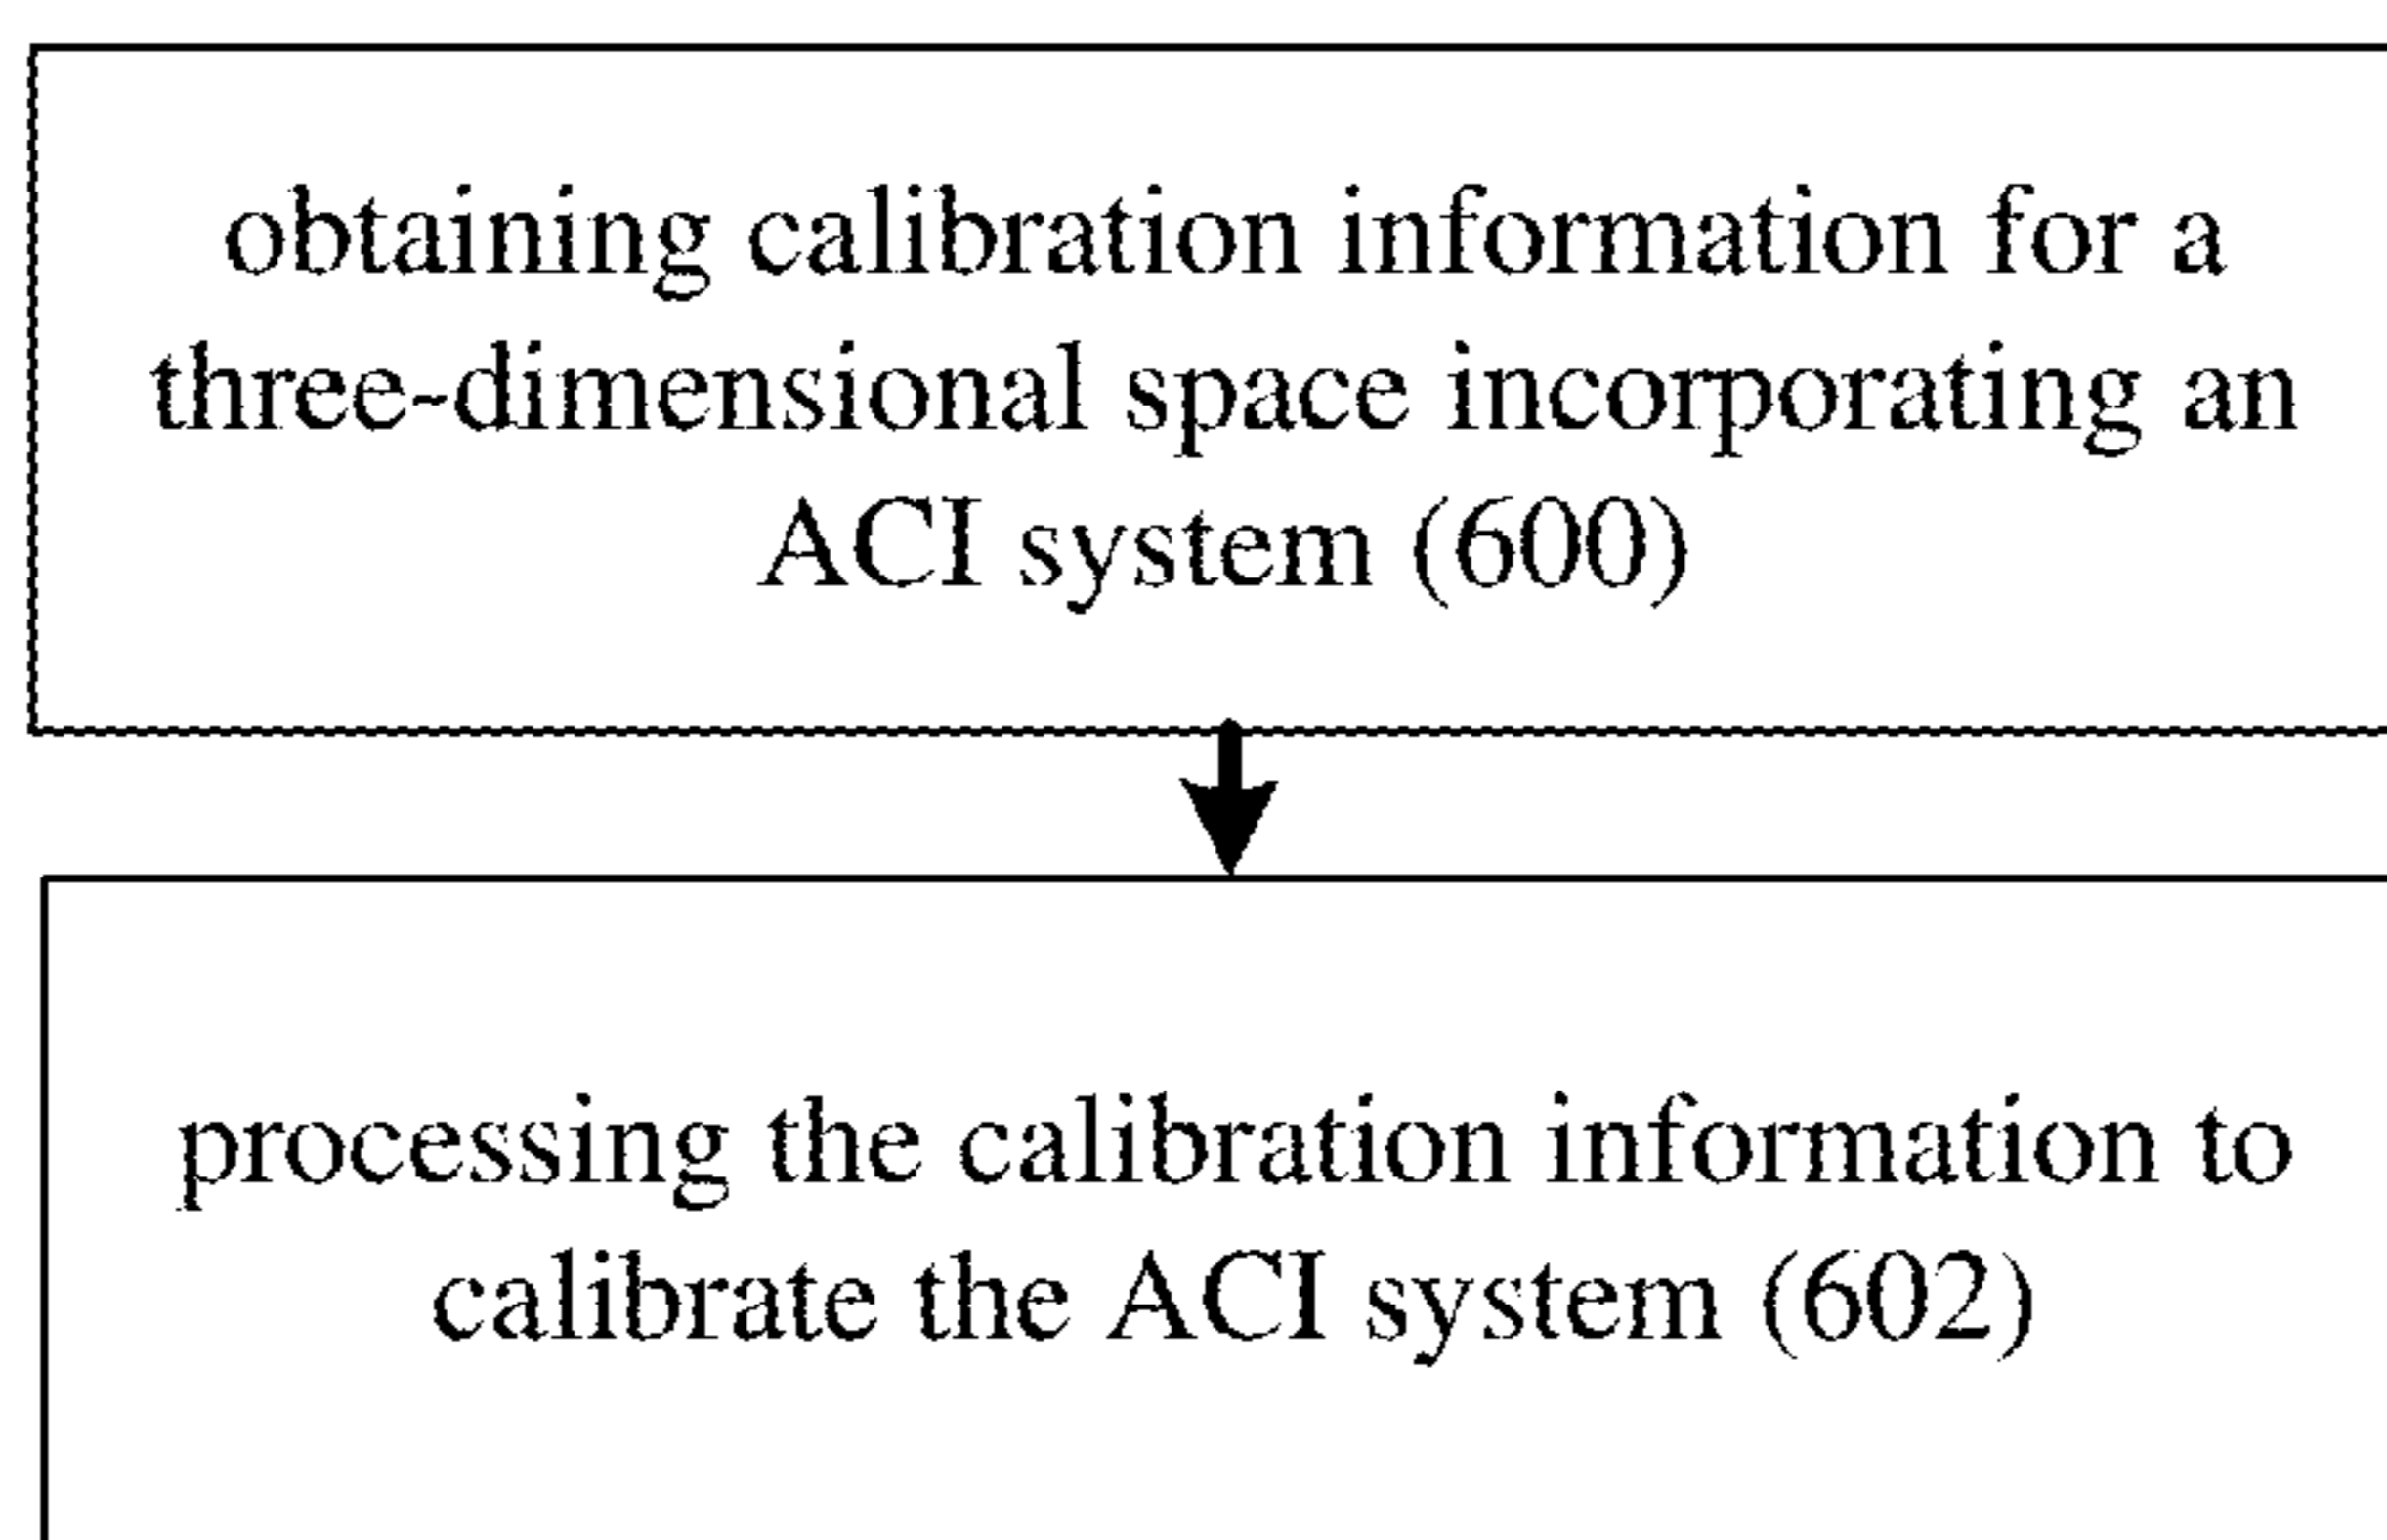 obtaining calibration information for a
three-dimensional space incorporating an
ACI system (600)
processing the calibration information to
calibrate the ACI system (602)